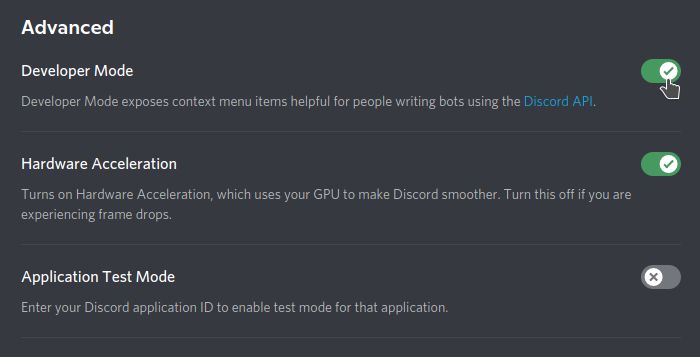 Advanced
Developer Mode
Developer Mode exposes context menu items helpful for people writing bots using the Discord API.
Hardware Acceleration
Turns on Hardware Acceleration, which uses your GPU to make Discord smoother. Turn this off if you are
experiencing frame drops.
Application Test Mode
Enter your Discord application ID to enable test mode for that application.